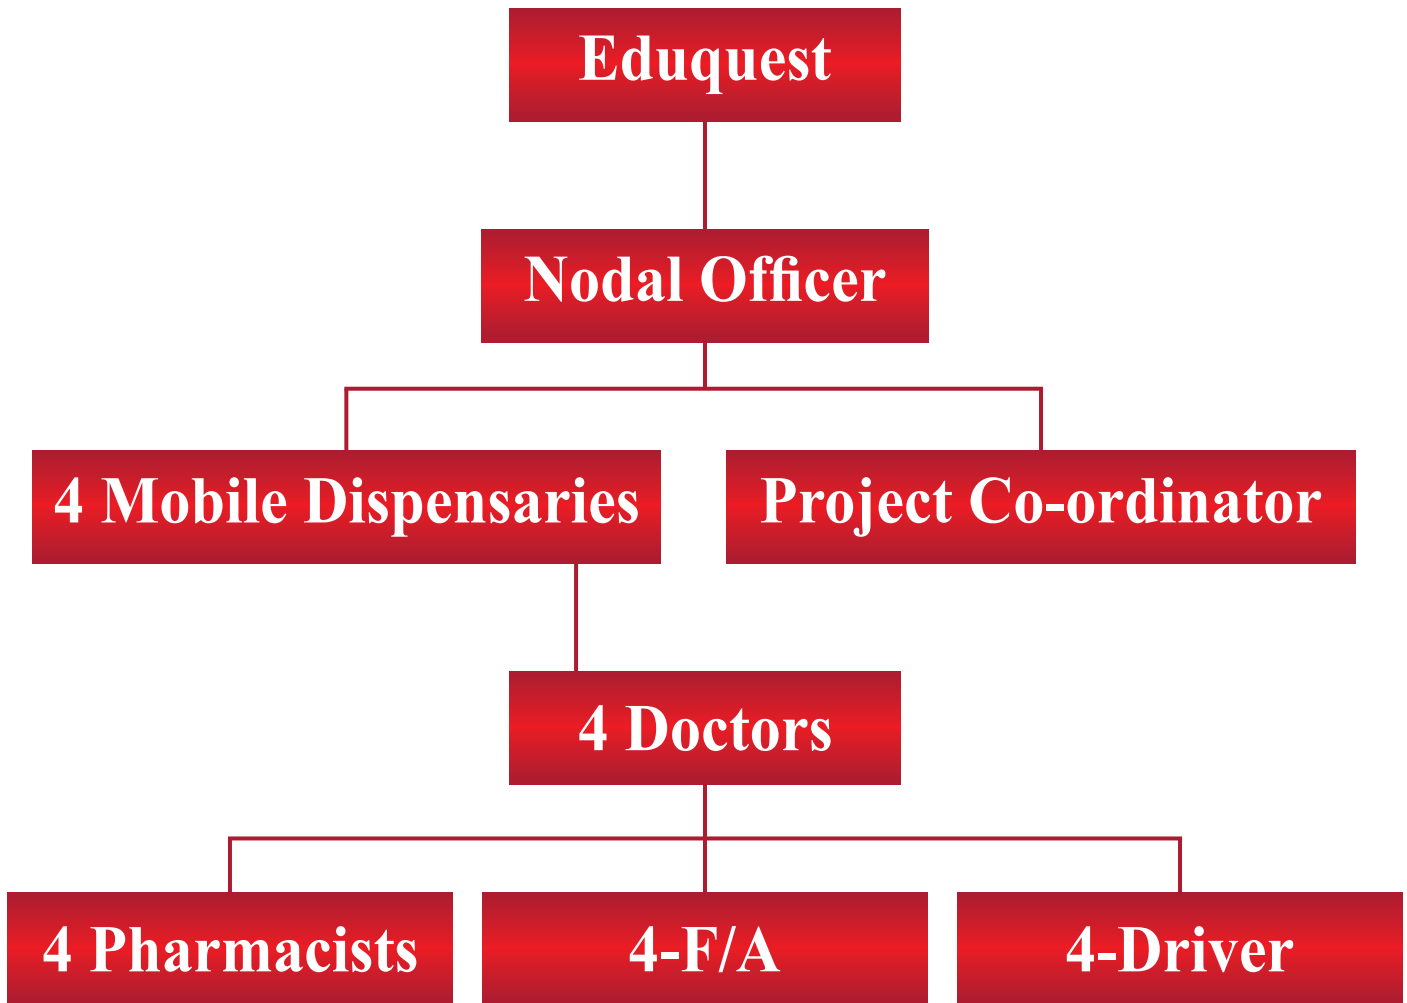 Eduquest
Nodal Officer
4 Mobile Dispensaries
Project Co-ordinator
4 Doctors
4 Pharmacists
4-F/A
4-Driver